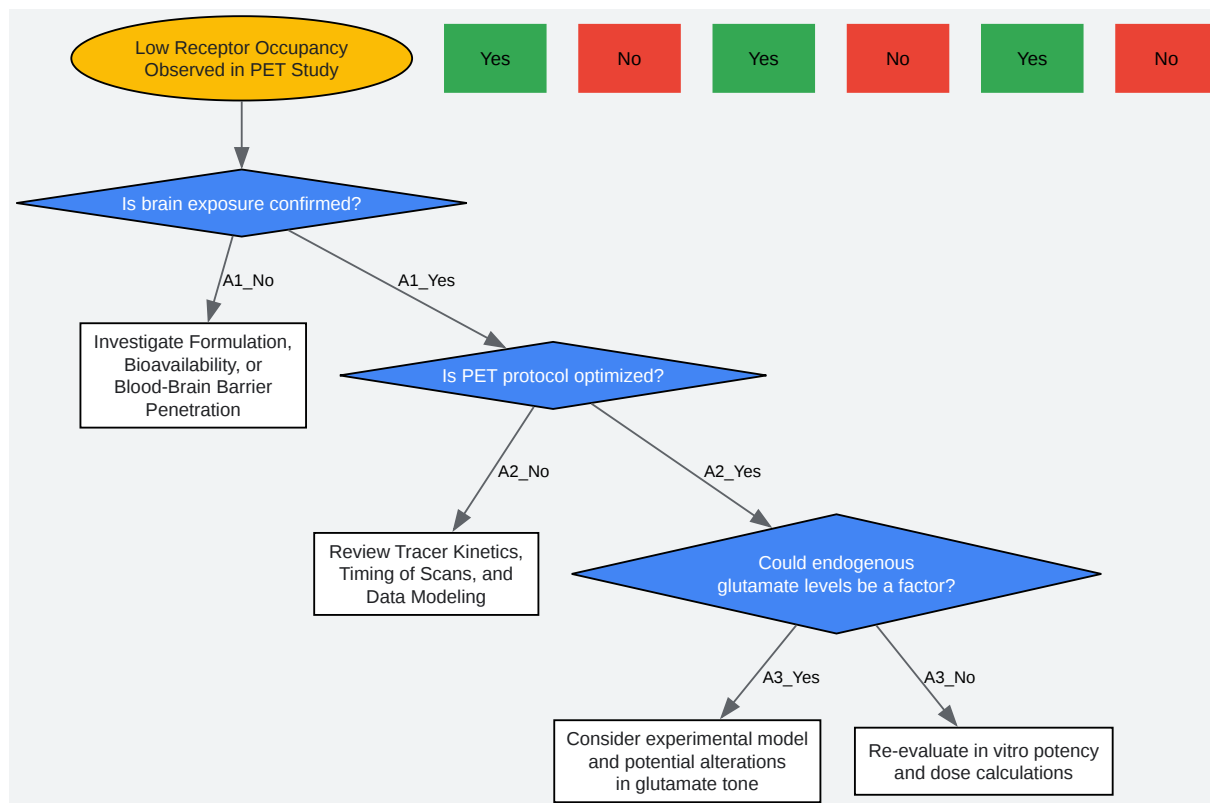 Low Receptor Occupancy
Observed in PET Study
Yes
No
Yes
No
Yes
No
Is brain exposure confirmed?
A1_No
A1_Yes
Investigate Formulation,
Bioavailability, or
Blood-Brain Barrier
Penetration
Is PET protocol optimized?
A2_No
A2_Yes
Review Tracer Kinetics,
Timing of Scans, and
Data Modeling
Could endogenous
glutamate levels be a factor?
A3_Yes
A3_No
Consider experimental model
and potential alterations
in glutamate tone
Re-evaluate in vitro potency
and dose calculations